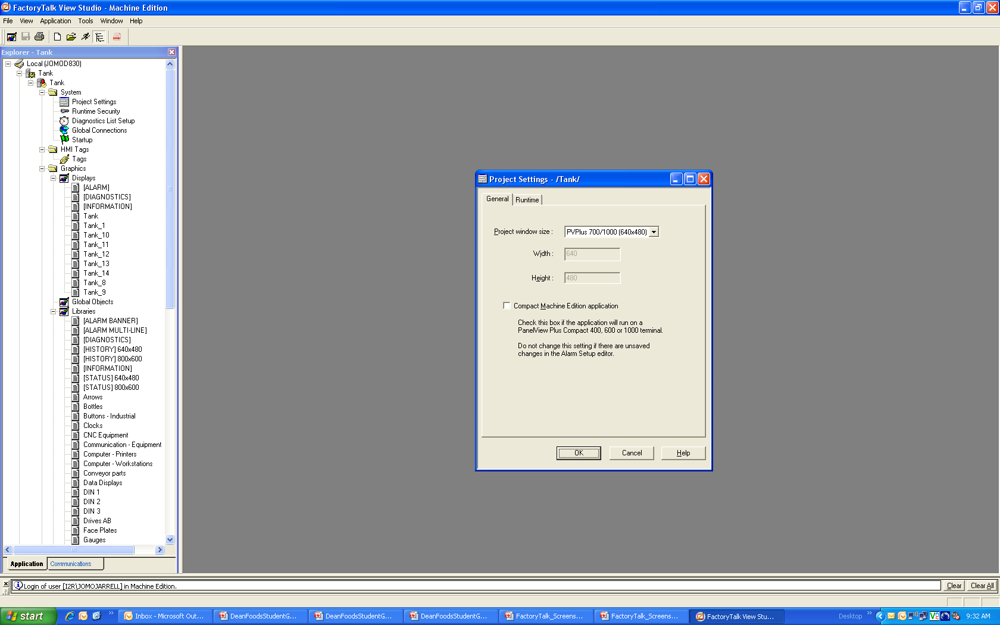 FactoryTalk View Studio - Machine Edition
File View Application Tools Window Help
Explorer - Tank
Local (JOMOD830)
Tank
Tank
System
Project Settings
Runtime Security
Diagnostics List Setup
Global Connections
Startup
HMI Tags
Tags
Graphics
Displays
[ALARM]
[DIAGNOSTICS]
[INFORMATION]
Tank
Tank_1
Tank_10
Tank_11
Tank_12
Tank_13
Tank_14
Tank_8
Tank_9
Global Objects
Libraries
[ALARM BANNER]
[ALARM MULTI-LINE]
[DIAGNOSTICS]
[HISTORY] 640x480
[HISTORY] 800x600
[INFORMATION]
[STATUS] 640x480
[STATUS] 800x600
Arrows
Bottles
Buttons - Industrial
Clocks
CNC Equipment
Communication - Equipment
Computer - Printers
Computer - Workstations
Conveyor parts
Data Displays
DIN 1
DIN 2
DIN 3
Drives AB
Face Plates
Gauges
Application Communications
Project Settings - /Tank/
General Runtime
Project window size : PVPlus 700/1000 (640x480)
Width : 640
Height : 480
Compact Machine Edition application
Check this box if the application will run on a
PanelView Plus Compact 400, 600 or 1000 terminal.
Do not change this setting if there are unsaved
changes in the Alarm Setup editor.
OK Cancel Help
Login of user [I2R\JOMOJARRELL] in Machine Edition.
Clear Clear All
start Inbox - Microsoft Out... DeanFoodsStudentG... DeanFoodsStudentG... DeanFoodsStudentG... FactoryTalk_Screens... FactoryTalk_Screens... FactoryTalk View Stu... Desktop 9:32 AM